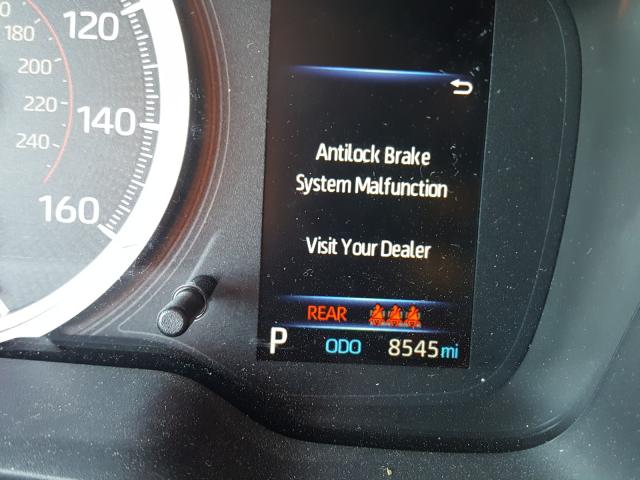 120
180
200
220
140
240
160
Antilock Brake
System Malfunction
Visit Your Dealer
REAR
P ODO 8545 mi